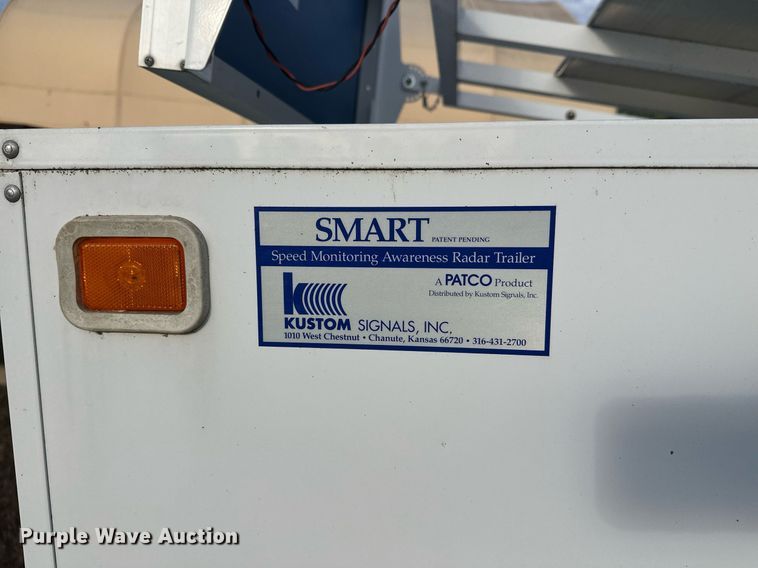 SMART PATENT PENDING
Speed Monitoring Awareness Radar Trailer
A PATCO Product
Distributed by Kustom Signals, Inc.
k
KUSTOM SIGNALS, INC.
1010 West Chestnut • Chanute, Kansas 66720 • 316-431-2700
Purple Wave Auction